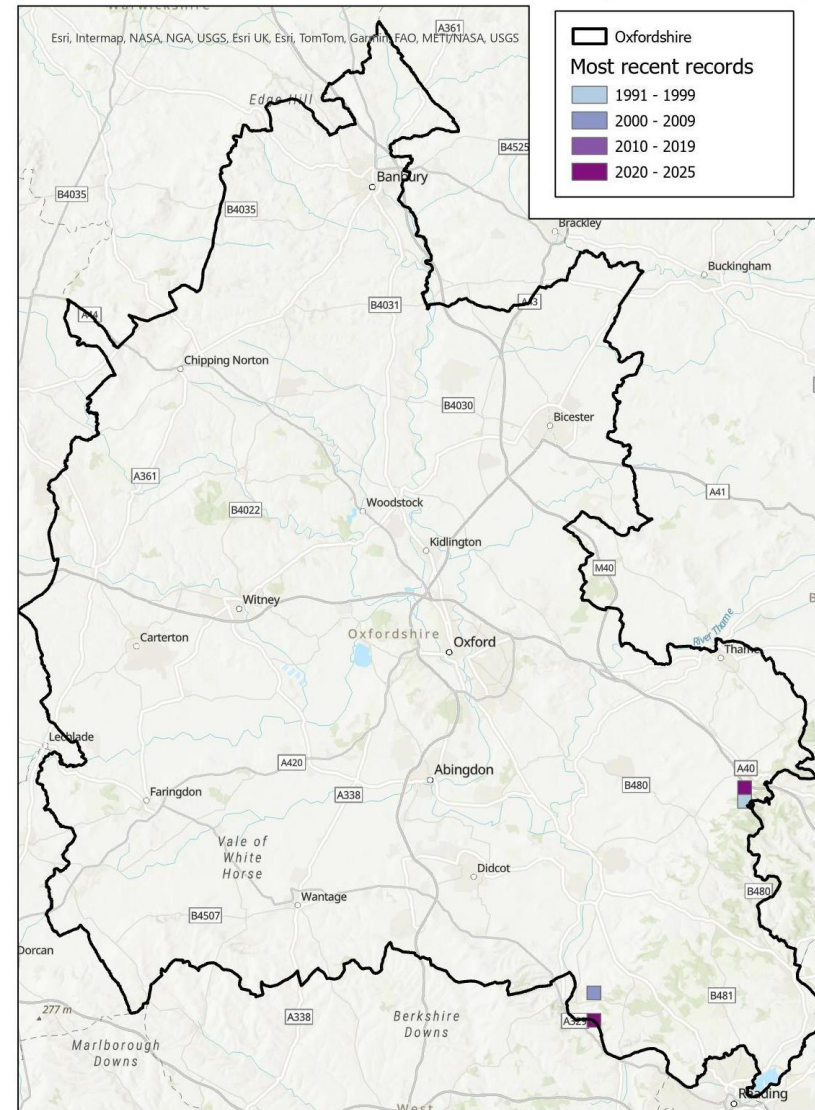 Warwickshire
A361
Esri, Intermap, NASA, NGA, USGS, Esri UK, Esri, TomTom, Garmin, FAO, METI/NASA, USGS
Oxfordshire
Most recent records
1991 - 1999
2000 - 2009
2010 - 2019
2020 - 2025
Edge Hill
B4525
Banbury
B4035
B4035
Brackley
Buckingham
A44
B4031
A43
Chipping Norton
B4030
Bicester
A361
A41
B4022
Woodstock
Kidlington
M40
Witney
River Thame
Carterton
Oxfordshire
Oxford
Thame
Lechlade
A420
Abingdon
B480
A40
Faringdon
A338
Vale of
White
Horse
Didcot
Wantage
B480
B4507
Dorcan
B481
277 m
A338
Berkshire
Downs
A329
Marlborough
Downs
West
Reading